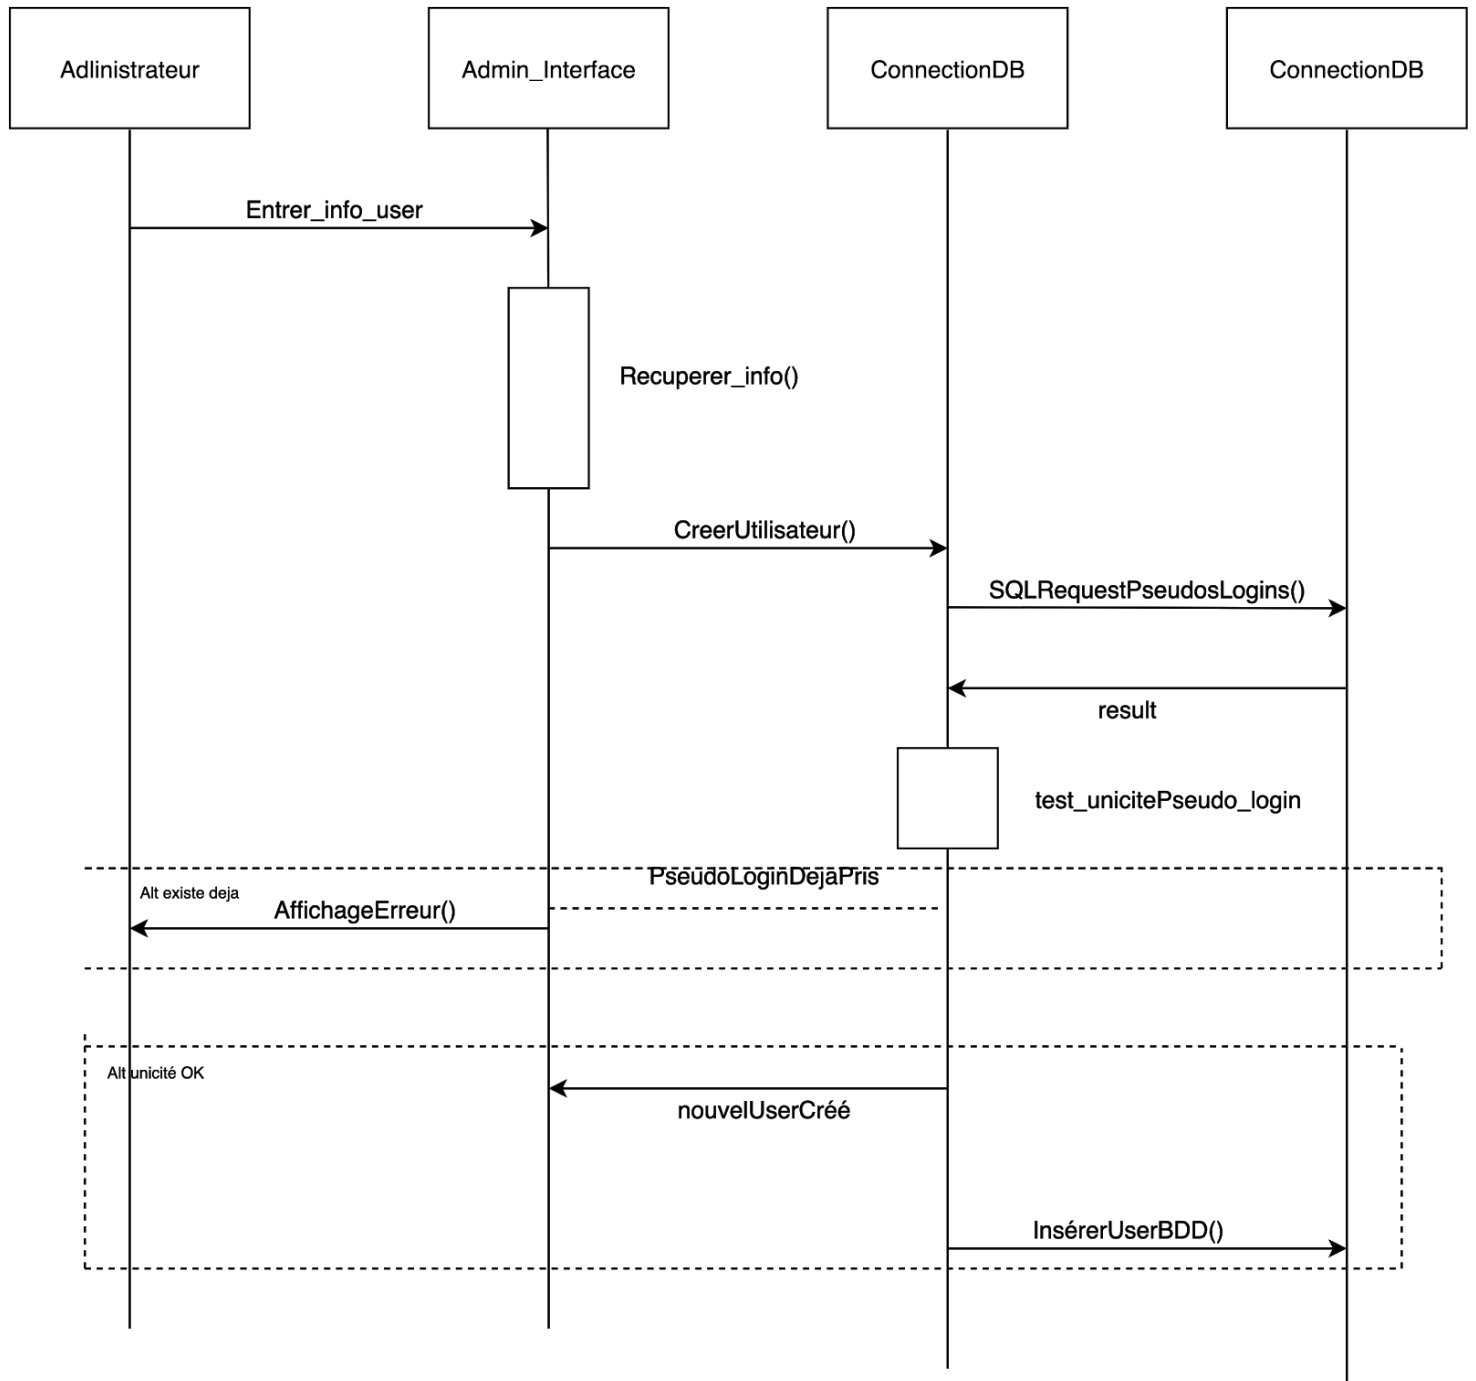 Adlinistrateur
Admin_Interface
ConnectionDB
ConnectionDB
Entrer_info_user
Recuperer_info()
CreerUtilisateur()
SQLRequestPseudosLogins()
result
test_unicitePseudo_login
PseudoLoginDejaPris
Alt existe deja
AffichageErreur()
Alt unicité OK
nouvelUserCréé
InsérerUserBDD()